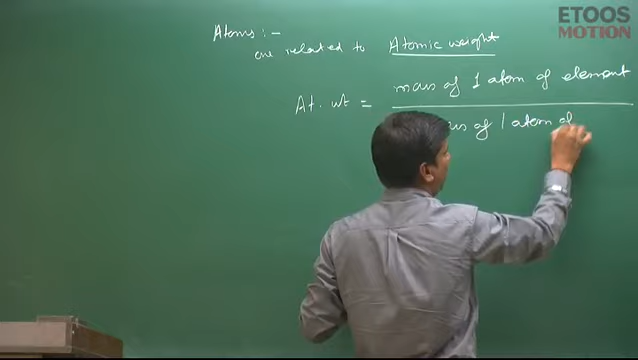 ETOOS
MOTION
Atoms :-
are related to Atomic weight
At. wt = mass of 1 atom of element
of 1 atom of